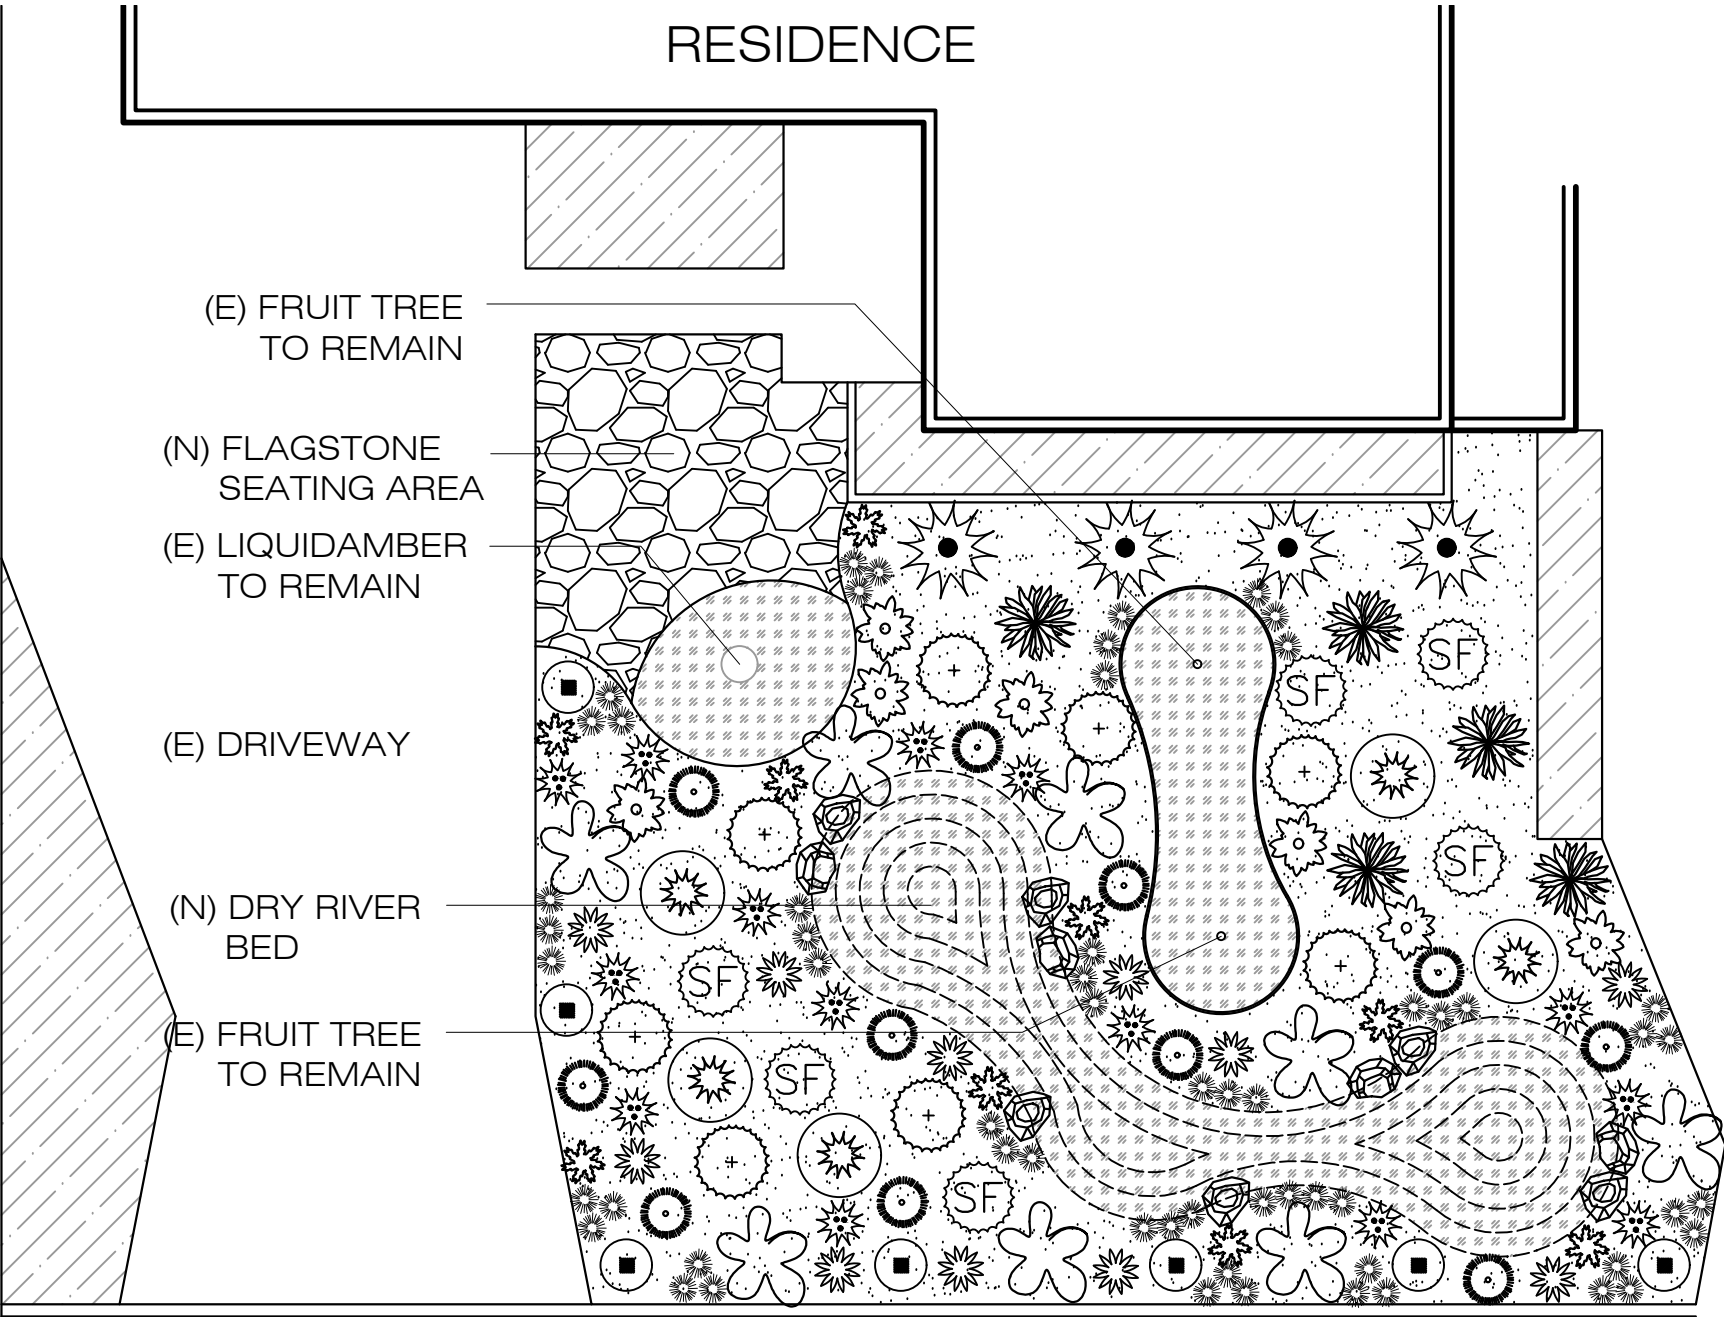 RESIDENCE
(E) FRUIT TREE
TO REMAIN
(N) FLAGSTONE
SEATING AREA
(E) LIQUIDAMBER
TO REMAIN
SF
SF
(E) DRIVEWAY
SF
(N) DRY RIVER
BED
SF
(E) FRUIT TREE
TO REMAIN
SF
SF